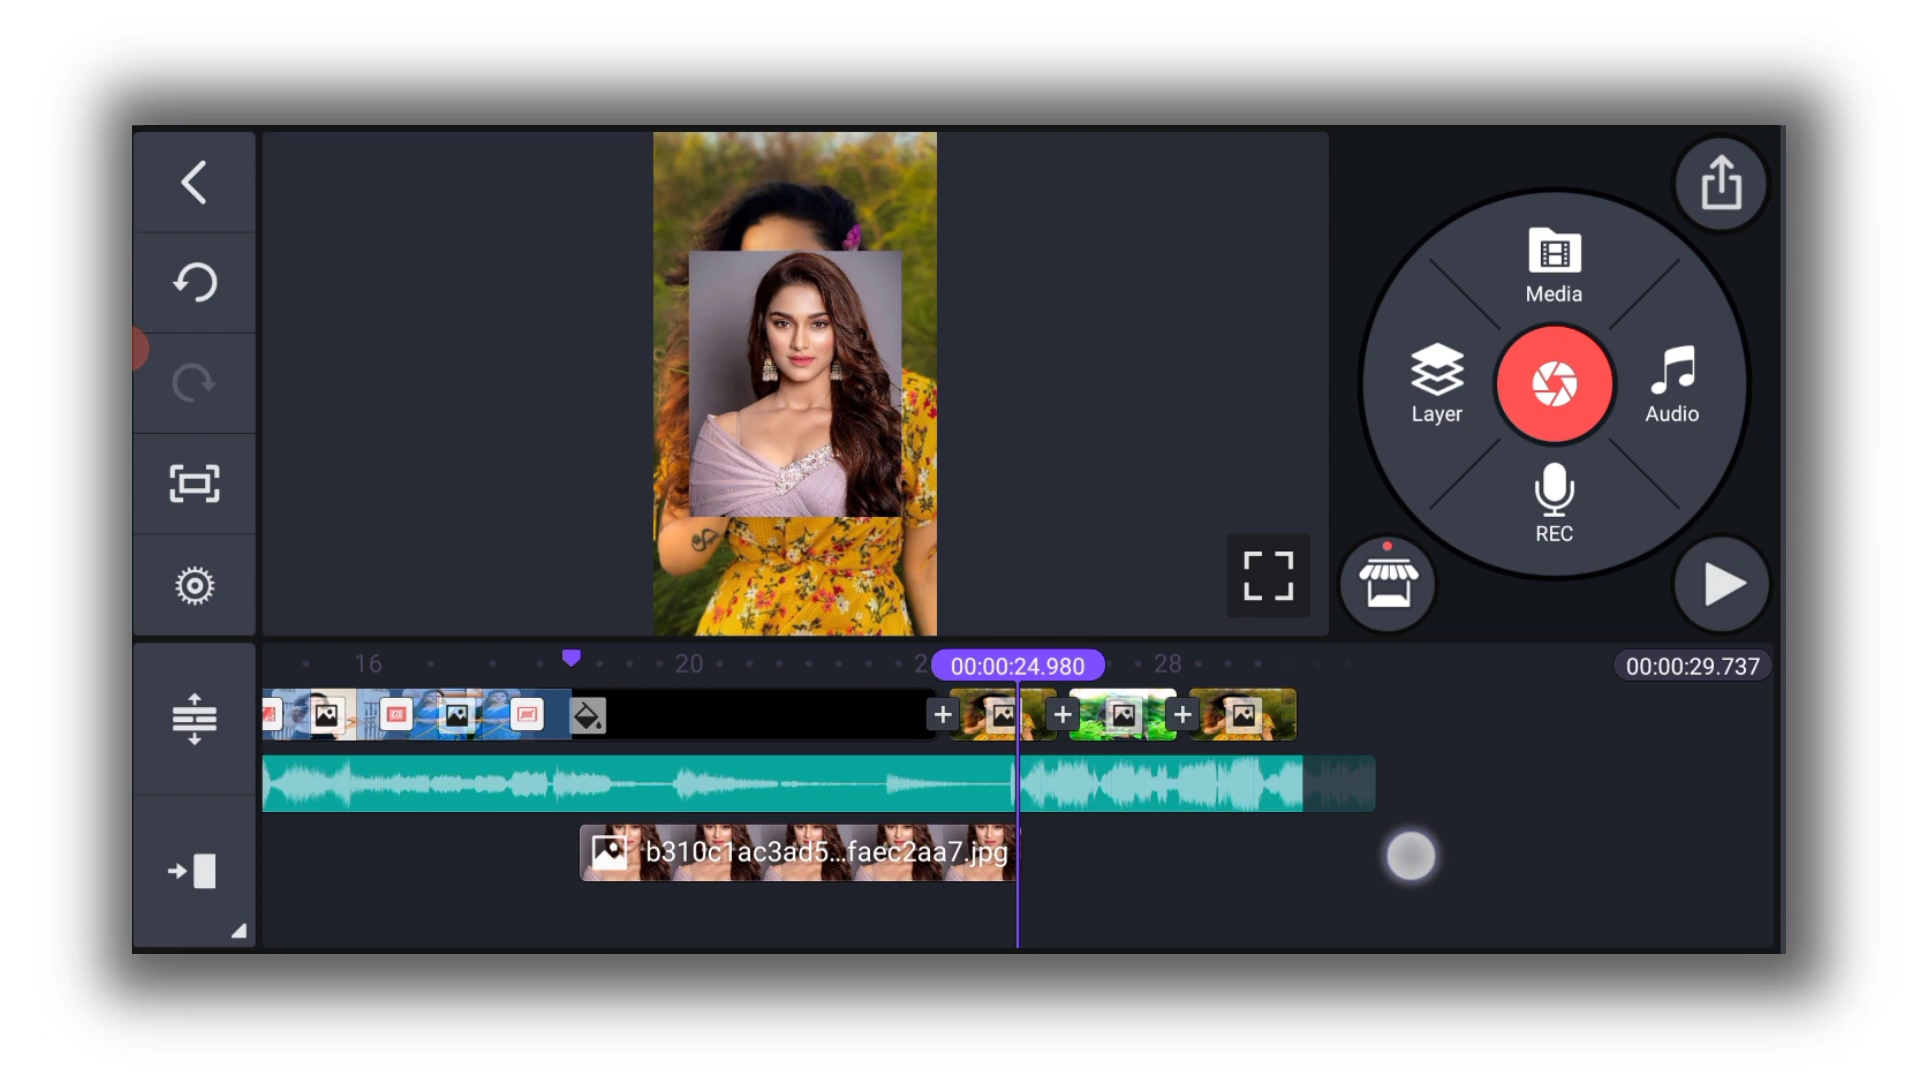 Media
Layer
Audio
REC
16
20
2
00:00:24.980
28
00:00:29.737
b310c1ac3ad5...faec2aa7.jpg